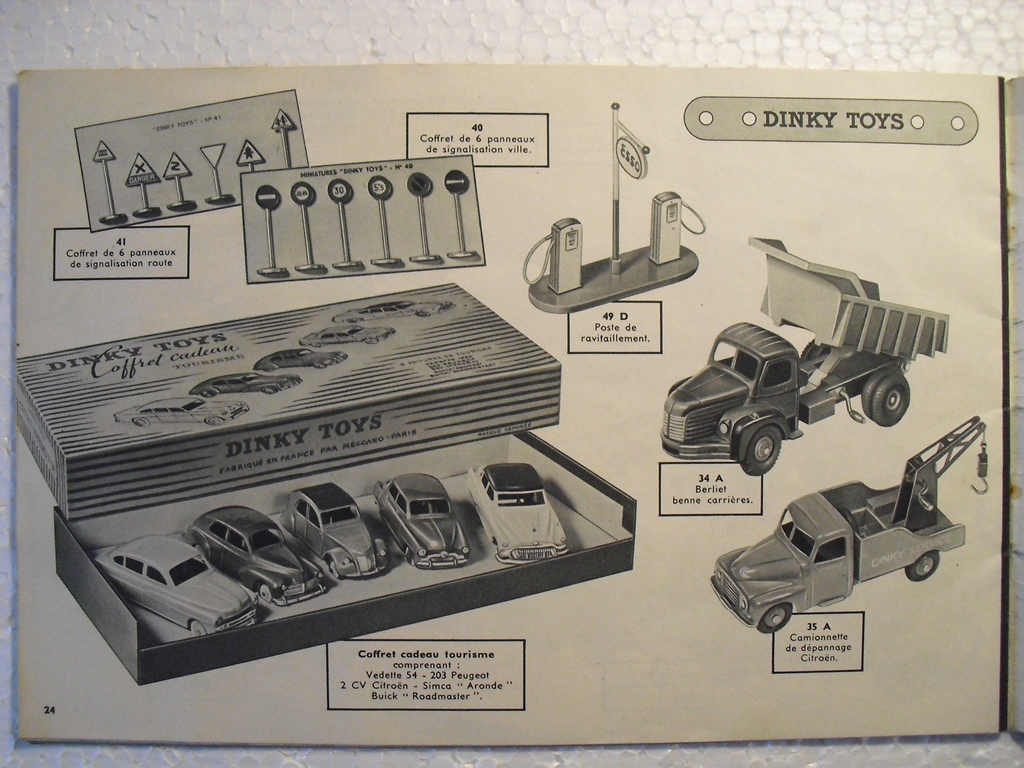 DINKY TOYS
"DINKY TOYS" - Nº 41
DANGER
40
Coffret de 6 panneaux
de signalisation ville.
MINIATURES "DINKY TOYS" - Nº 40
30
41
Coffret de 6 panneaux
de signalisation route
ESSO
49 D
Poste de
ravitaillement.
DINKY TOYS
Coffret cadeau
TOURISME
DINKY TOYS
FABRIQUÉ EN FRANCE PAR MECCANO - PARIS
MARQUE DÉPOSÉE
34 A
Berliet
benne carrières.
DINKY
35 A
Camionnette
de dépannage
Citroën.
Coffret cadeau tourisme
comprenant :
Vedette 54 - 203 Peugeot
2 CV Citroën - Simca " Aronde "
Buick " Roadmaster ".
24